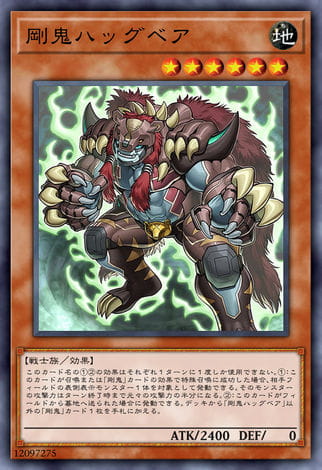 剛鬼ハッグベア
地
【戦士族／効果】
このカード名の①②の効果はそれぞれ１ターンに１度しか使用できない。①:こ
のカードが召喚または「剛鬼」カードの効果で特殊召喚に成功した場合、相手フ
ィールドの表側表示モンスター１体を対象として発動できる。そのモンスター
の攻撃力はターン終了時まで元々の攻撃力の半分になる。②:このカードがフィ
ールドから墓地へ送られた場合に発動できる。デッキから「剛鬼ハッグベア」以
外の「剛鬼」カード１枚を手札に加える。
ATK/2400 DEF/ 0
12097275